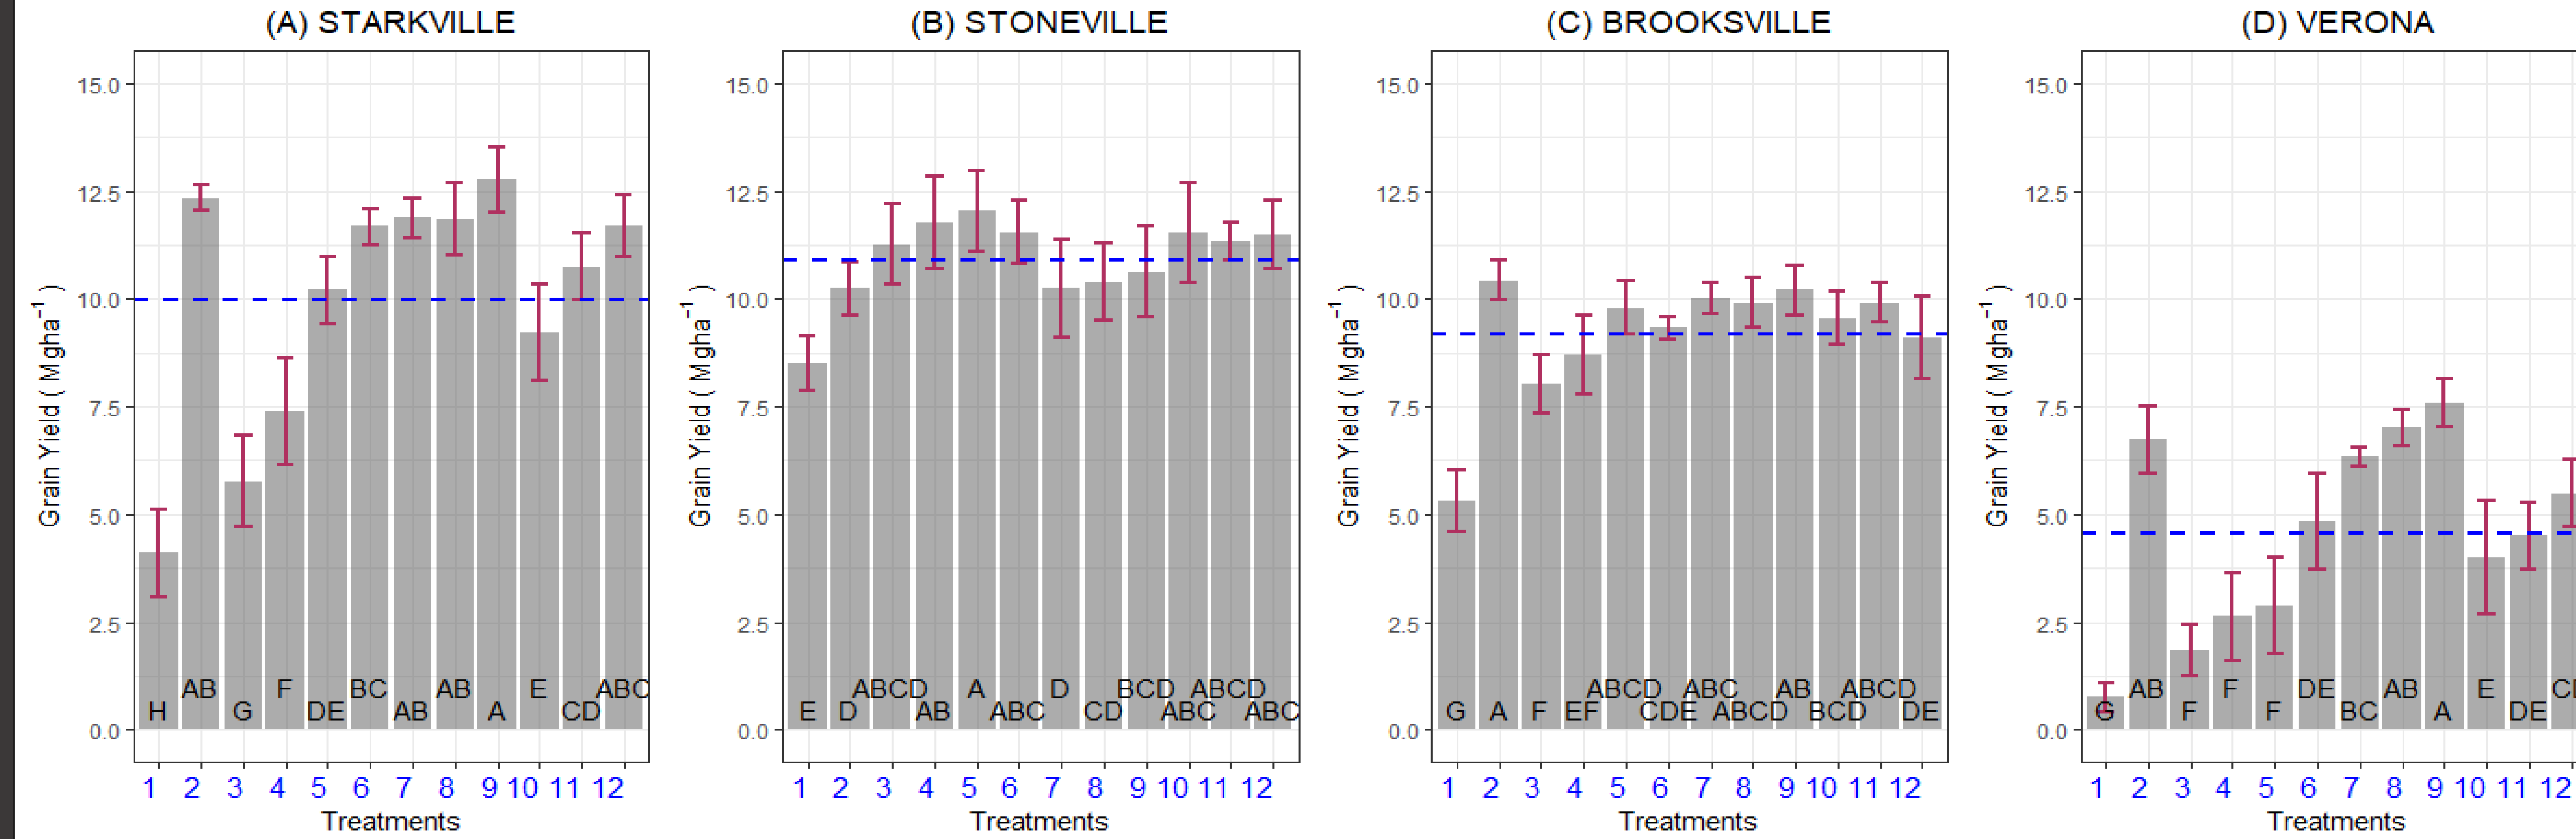 (A) STARKVILLE
15.0
12.5
10.0
7.5
5.0
2.5
0.0
Grain Yield ( M gha−1 )
AB F BC AB E ABC
H G DE AB A CD
1 2 3 4 5 6 7 8 9 10 11 12
Treatments
(B) STONEVILLE
15.0
12.5
10.0
7.5
5.0
2.5
0.0
Grain Yield ( M gha−1 )
ABCD A D BCD ABCD
E D AB ABC CD ABC ABC
1 2 3 4 5 6 7 8 9 10 11 12
Treatments
(C) BROOKSVILLE
15.0
12.5
10.0
7.5
5.0
2.5
0.0
Grain Yield ( M gha−1 )
ABCD ABC AB ABCD
G A F EF CDE ABCD BCD DE
1 2 3 4 5 6 7 8 9 10 11 12
Treatments
(D) VERONA
15.0
12.5
10.0
7.5
5.0
2.5
0.0
Grain Yield ( M gha−1 )
AB F DE AB E
G F F BC A DE
1 2 3 4 5 6 7 8 9 10 11 12
Treatments